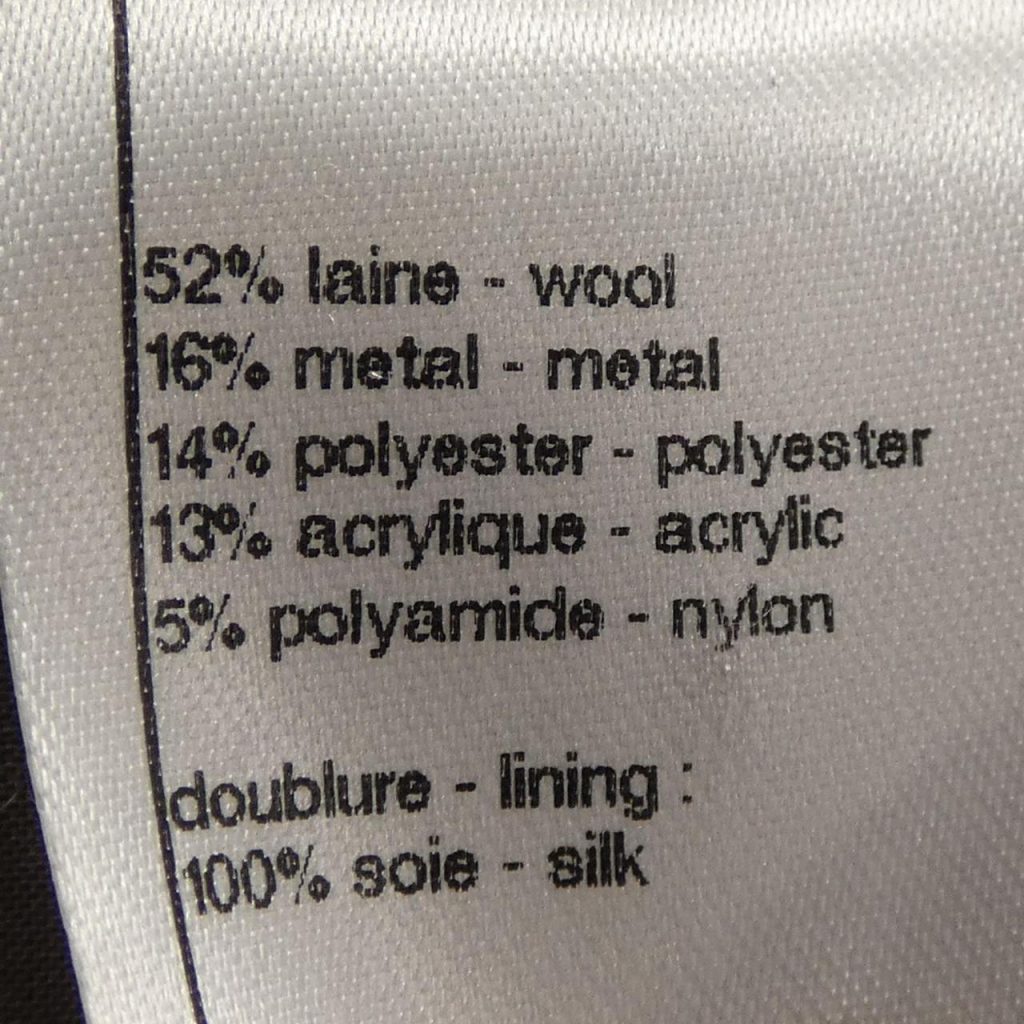 52% laine - wool
16% metal - metal
14% polyester - polyester
13% acrylique - acrylic
5% polyamide - nylon
doublure - lining :
100% soie - silk